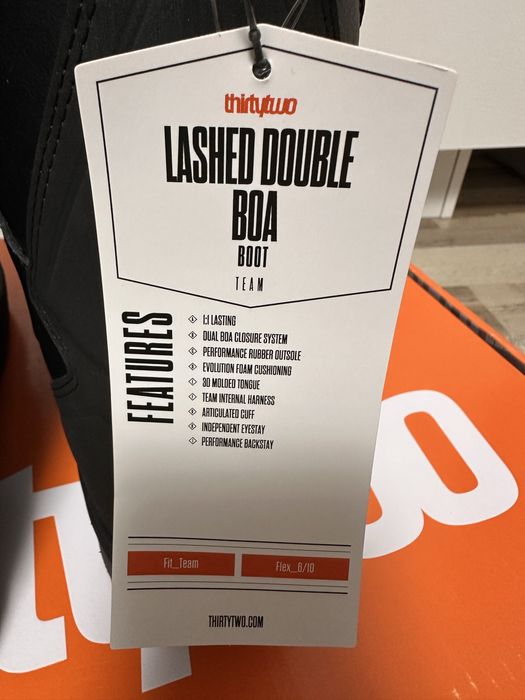 thirtytwo
LASHED DOUBLE
BOA
BOOT
TEAM
FEATURES
1:1 LASTING
DUAL BOA CLOSURE SYSTEM
PERFORMANCE RUBBER OUTSOLE
EVOLUTION FOAM CUSHIONING
3D MOLDED TONGUE
TEAM INTERNAL HARNESS
ARTICULATED CUFF
INDEPENDENT EYESTAY
PERFORMANCE BACKSTAY
Fit_Team
Flex_6/10
THIRTYTWO.COM